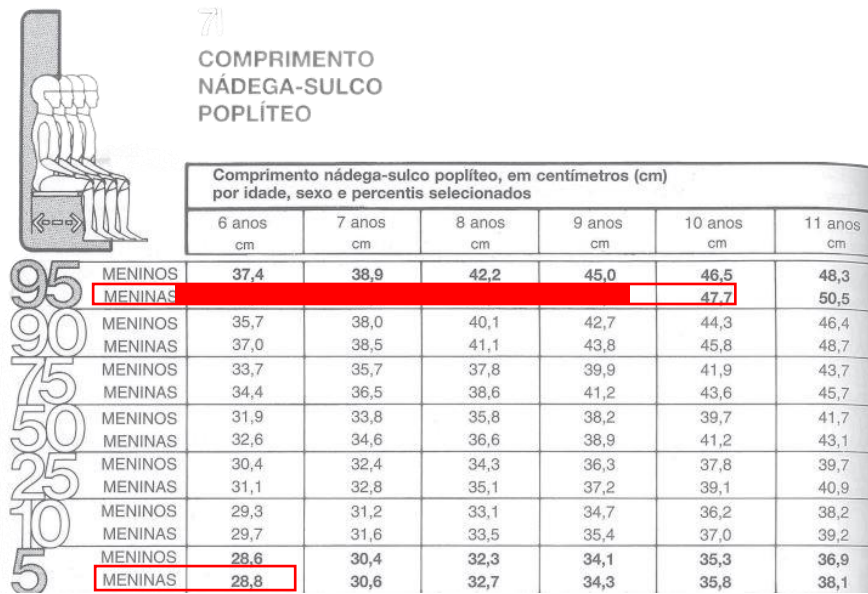 71
COMPRIMENTO
NÁDEGA-SULCO
POPLÍTEO
Comprimento nádega-sulco poplíteo, em centímetros (cm)
por idade, sexo e percentis selecionados
6 anos 7 anos 8 anos 9 anos 10 anos 11 anos
cm cm cm cm cm cm
95 MENINOS 37,4 38,9 42,2 45,0 46,5 48,3
MENINAS 47,7 50,5
90 MENINOS 35,7 38,0 40,1 42,7 44,3 46,4
MENINAS 37,0 38,5 41,1 43,8 45,8 48,7
75 MENINOS 33,7 35,7 37,8 39,9 41,9 43,7
MENINAS 34,4 36,5 38,6 41,2 43,6 45,7
50 MENINOS 31,9 33,8 35,8 38,2 39,7 41,7
MENINAS 32,6 34,6 36,6 38,9 41,2 43,1
25 MENINOS 30,4 32,4 34,3 36,3 37,8 39,7
MENINAS 31,1 32,8 35,1 37,2 39,1 40,9
10 MENINOS 29,3 31,2 33,1 34,7 36,2 38,2
MENINAS 29,7 31,6 33,5 35,4 37,0 39,2
5 MENINOS 28,6 30,4 32,3 34,1 35,3 36,9
MENINAS 28,8 30,6 32,7 34,3 35,8 38,1